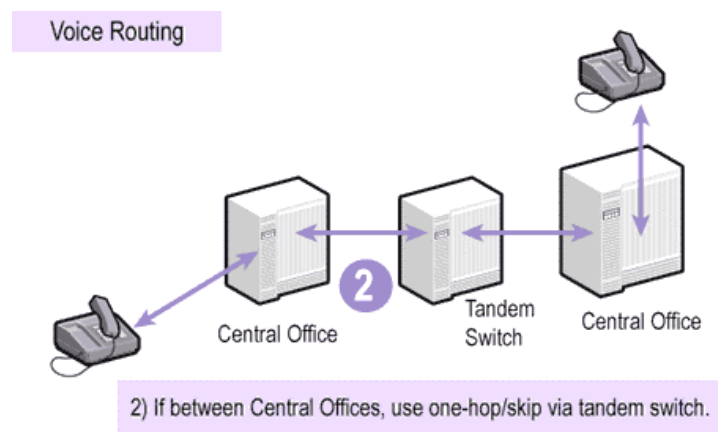 Voice Routing
2
Central Office
Tandem
Switch
Central Office
2) If between Central Offices, use one-hop/skip via tandem switch.